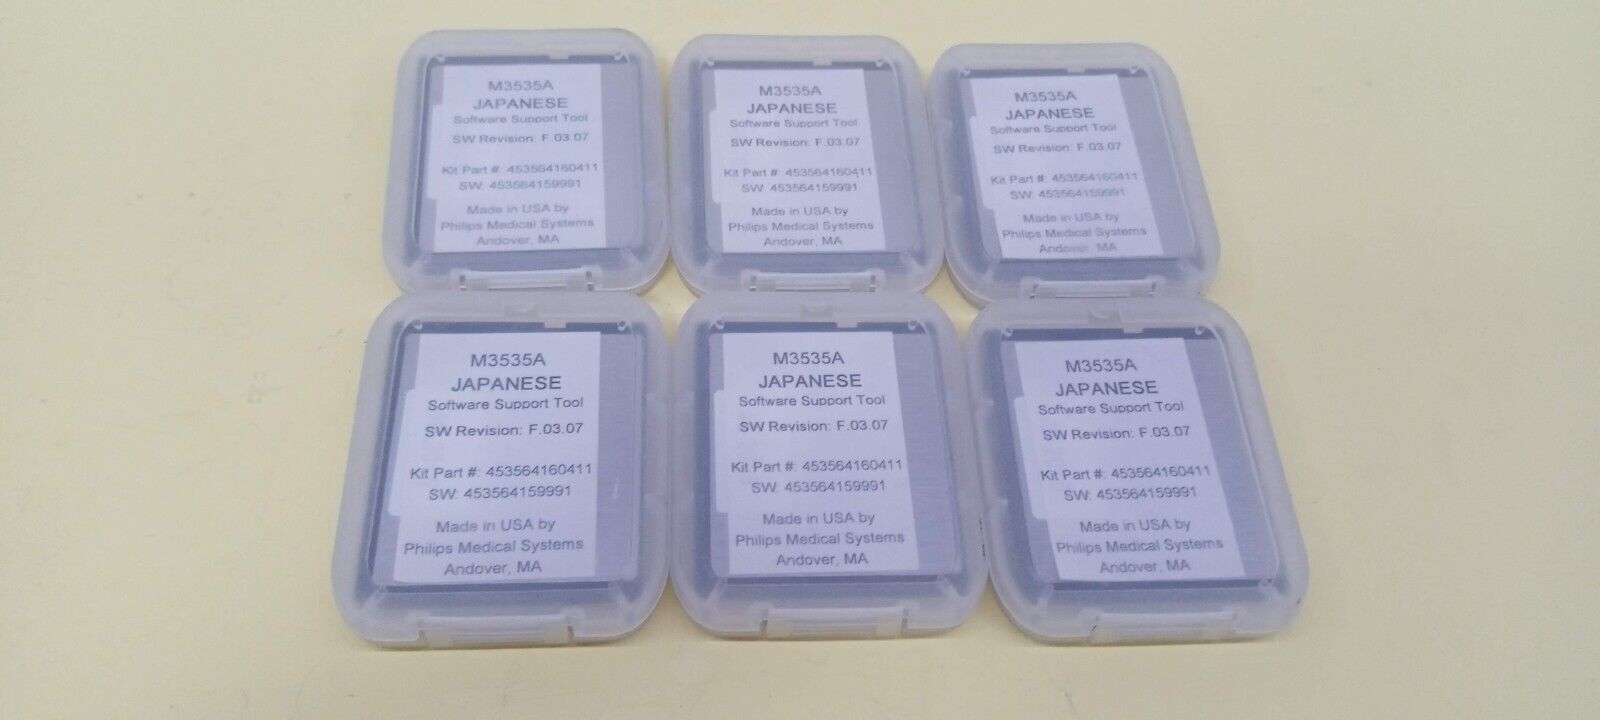 M3535A
JAPANESE
Software Support Tool
SW Revision: F.03.07
Kit Part #: 453564160411
SW: 453564159991
Made in USA by
Philips Medical Systems
Andover, MA
M3535A
JAPANESE
Software Support Tool
SW Revision: F.03.07
Kit Part #: 453564160411
SW: 453564159991
Made in USA by
Philips Medical Systems
Andover, MA
M3535A
JAPANESE
Software Support Tool
SW Revision: F.03.07
Kit Part #: 453564160411
SW: 453564159991
Made in USA by
Philips Medical Systems
Andover, MA
M3535A
JAPANESE
Software Support Tool
SW Revision: F.03.07
Kit Part #: 453564160411
SW: 453564159991
Made in USA by
Philips Medical Systems
Andover, MA
M3535A
JAPANESE
Software Support Tool
SW Revision: F.03.07
Kit Part #: 453564160411
SW: 453564159991
Made in USA by
Philips Medical Systems
Andover, MA
M3535A
JAPANESE
Software Support Tool
SW Revision: F.03.07
Kit Part #: 453564160411
SW: 453564159991
Made in USA by
Philips Medical Systems
Andover, MA